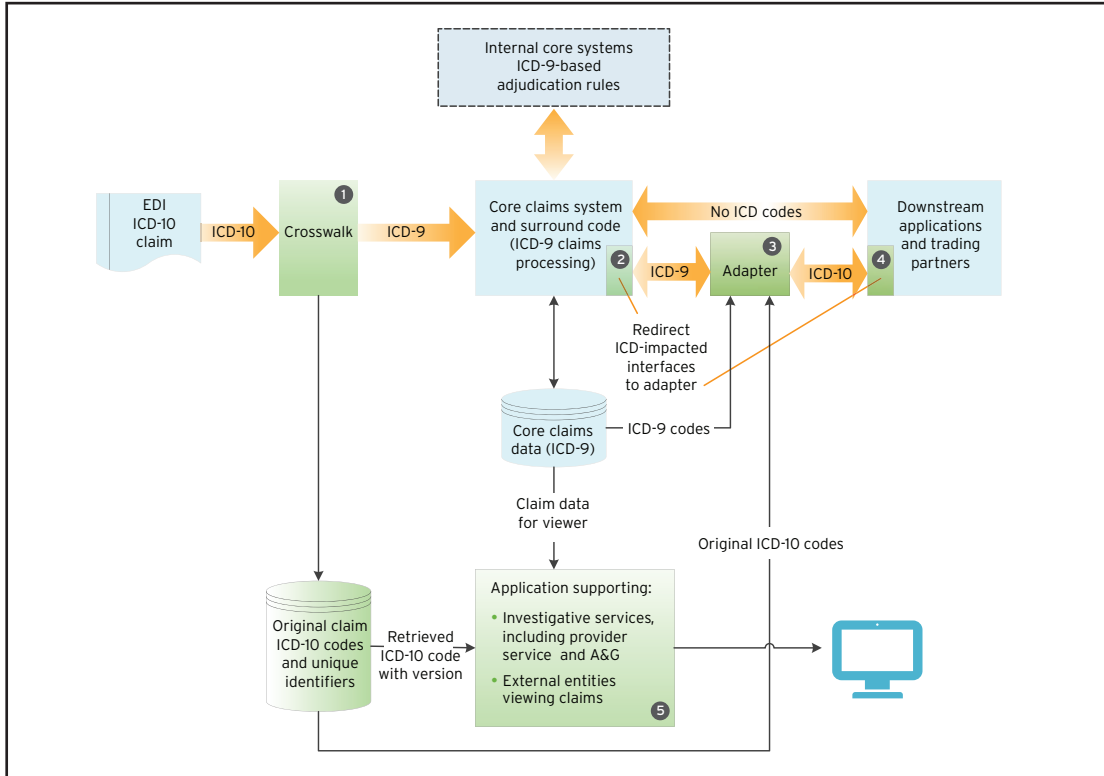 Internal core systems
ICD-9-based
adjudication rules
EDI
ICD-10
claim
ICD-10
1
Crosswalk
ICD-9
Core claims system
and surround code
(ICD-9 claims
processing)
2
No ICD codes
ICD-9
3
Adapter
ICD-10
Downstream
applications
and trading
partners
4
Redirect
ICD-impacted
interfaces
to adapter
Core claims
data (ICD-9)
ICD-9 codes
Claim data
for viewer
Original ICD-10 codes
Original claim
ICD-10 codes
and unique
identifiers
Retrieved
ICD-10 code
with version
Application supporting:
• Investigative services,
including provider
service and A&G
• External entities
viewing claims
5